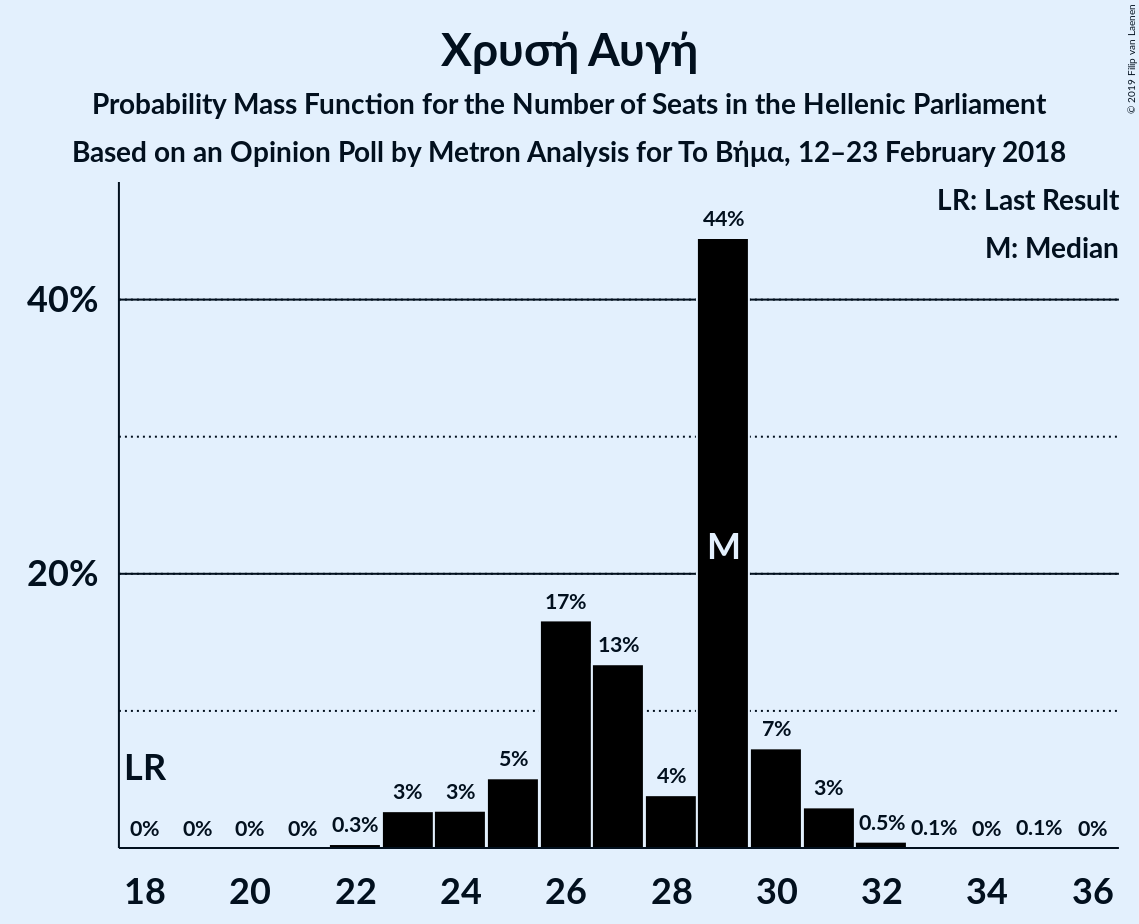 Χρυσή Αυγή
Probability Mass Function for the Number of Seats in the Hellenic Parliament
Based on an Opinion Poll by Metron Analysis for Το Βήμα, 12–23 February 2018
© 2019 Filip van Laenen
LR: Last Result
M: Median
40%
20%
LR
M
0% 0% 0% 0% 0.3% 3% 3% 5% 17% 13% 4% 44% 7% 3% 0.5% 0.1% 0% 0.1% 0%
18 20 22 24 26 28 30 32 34 36